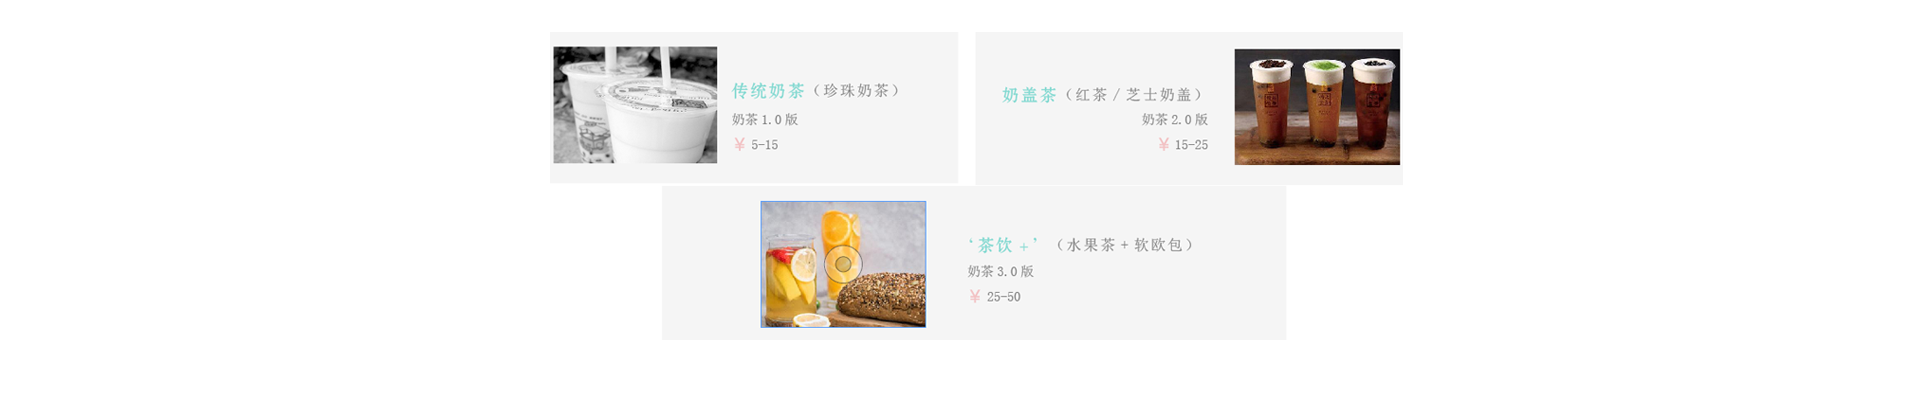 传统奶茶（珍珠奶茶）
奶茶 1.0 版
¥ 5-15
奶盖茶（红茶 / 芝士奶盖）
奶茶 2.0 版
¥ 15-25
‘茶饮 +’（水果茶 + 软欧包）
奶茶 3.0 版
¥ 25-50